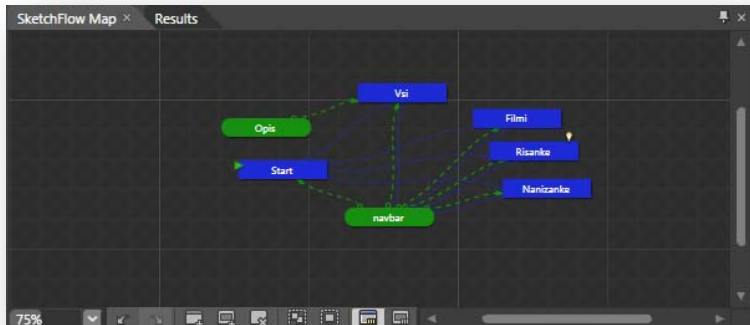 SketchFlow Map × Results
Vsi
Opis
Filmi
Risanke
Start
Nanizanke
navbar
75%